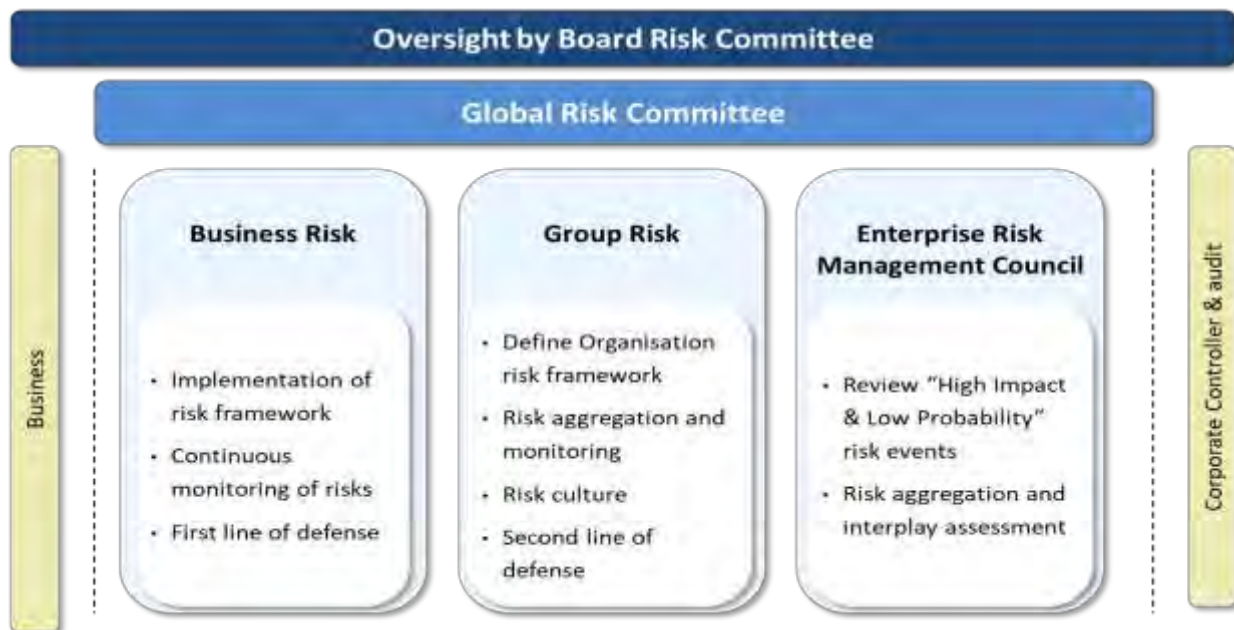 Oversight by Board Risk Committee
Global Risk Committee
Business
Business Risk
• Implementation of
risk framework
• Continuous
monitoring of risks
• First line of defense
Group Risk
• Define Organisation
risk framework
• Risk aggregation and
monitoring
• Risk culture
• Second line of
defense
Enterprise Risk
Management Council
• Review “High Impact
& Low Probability”
risk events
• Risk aggregation and
interplay assessment
Corporate Controller & audit